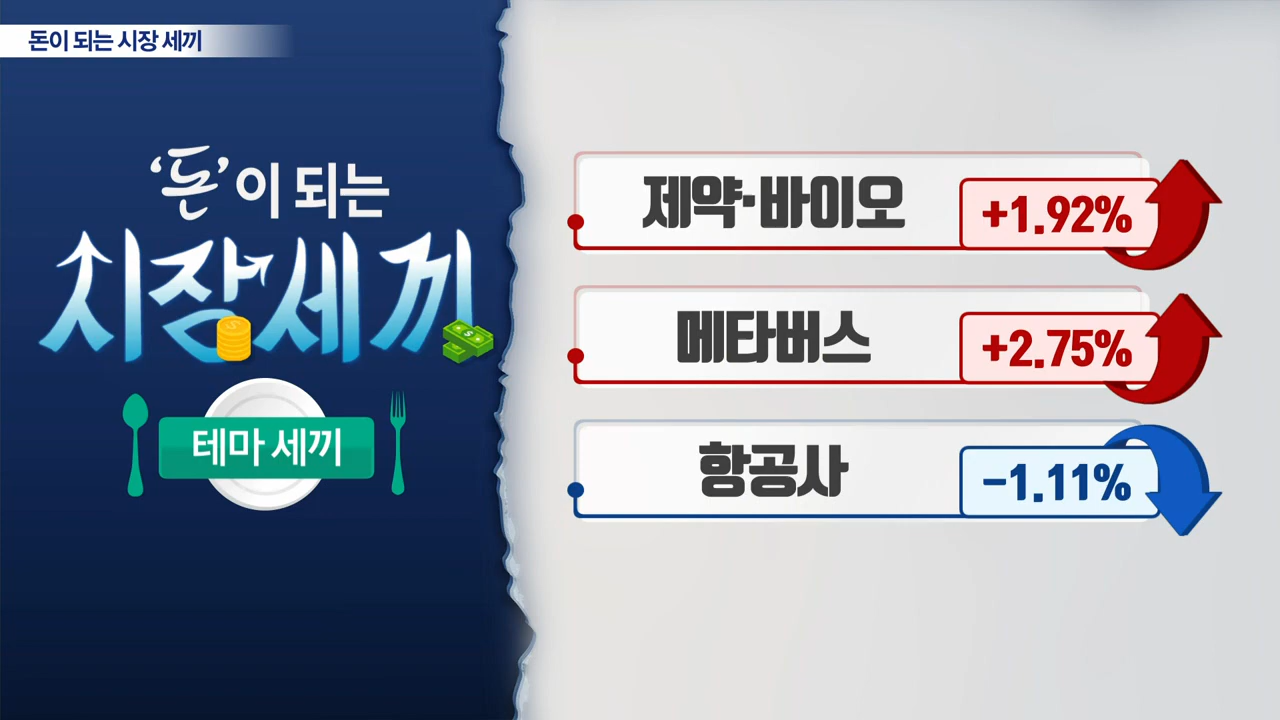 돈이 되는 시장 세끼
‘돈’이 되는
시장세끼
테마 세끼
제약·바이오 +1.92%
메타버스 +2.75%
항공사 -1.11%